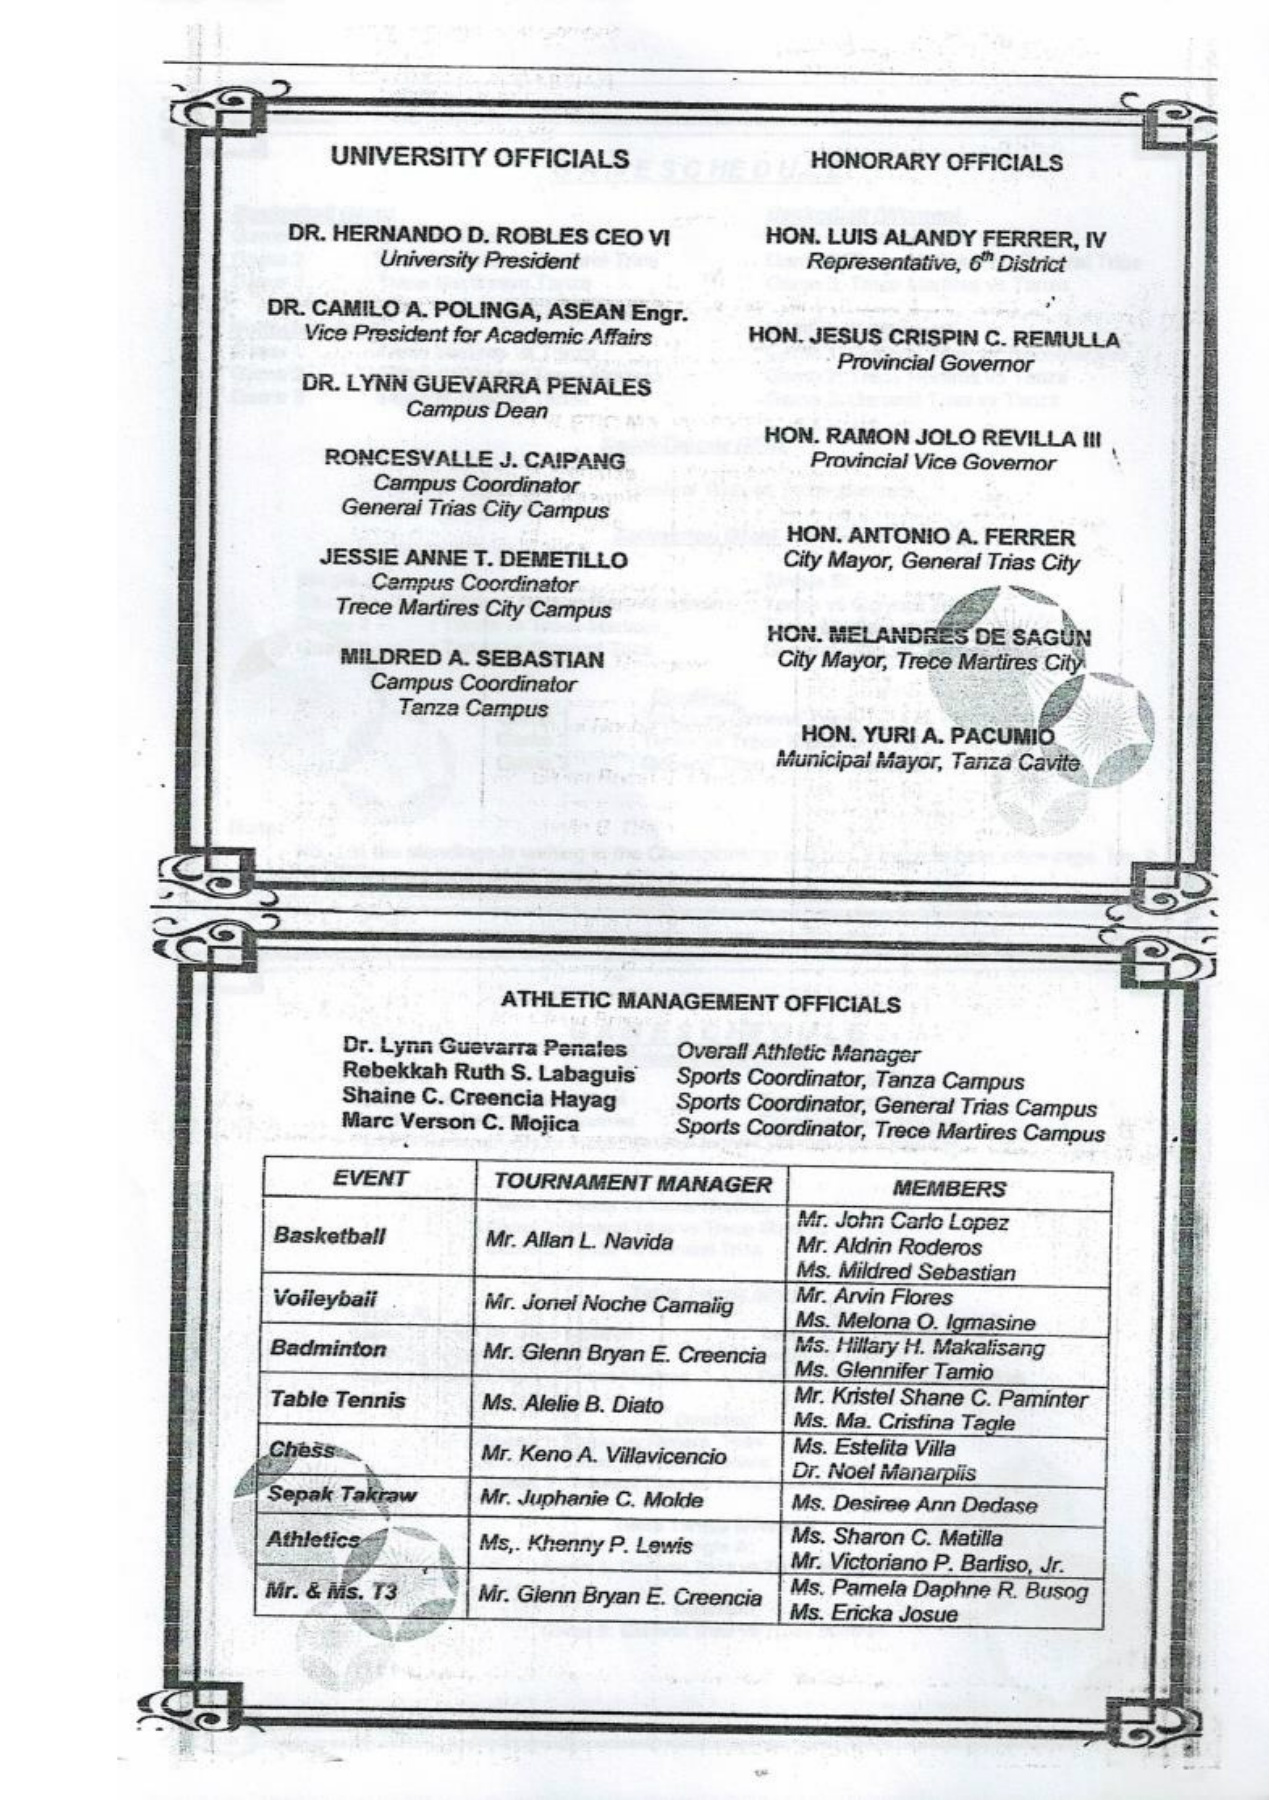 UNIVERSITY OFFICIALS
DR. HERNANDO D. ROBLES CEO VI
University President
DR. CAMILO A. POLINGA, ASEAN Engr.
Vice President for Academic Affairs
DR. LYNN GUEVARRA PENALES
Campus Dean
RONCESVALLE J. CAIPANG
Campus Coordinator
General Trias City Campus
JESSIE ANNE T. DEMETILLO
Campus Coordinator
Trece Martires City Campus
MILDRED A. SEBASTIAN
Campus Coordinator
Tanza Campus
HONORARY OFFICIALS
HON. LUIS ALANDY FERRER, IV
Representative, 6th District
HON. JESUS CRISPIN C. REMULLA
Provincial Governor
HON. RAMON JOLO REVILLA III
Provincial Vice Governor
HON. ANTONIO A. FERRER
City Mayor, General Trias City
HON. MELANDRES DE SAGUN
City Mayor, Trece Martires City
HON. YURI A. PACUMIO
Municipal Mayor, Tanza Cavite
ATHLETIC MANAGEMENT OFFICIALS
Dr. Lynn Guevarra Penales Overall Athletic Manager
Rebekkah Ruth S. Labaguis Sports Coordinator, Tanza Campus
Shaine C. Creencia Hayag Sports Coordinator, General Trias Campus
Marc Verson C. Mojica Sports Coordinator, Trece Martires Campus
EVENT TOURNAMENT MANAGER MEMBERS
Basketball Mr. Allan L. Navida Mr. John Carlo Lopez
Mr. Aldrin Roderos
Ms. Mildred Sebastian
Volleyball Mr. Jonel Noche Camalig Mr. Arvin Flores
Ms. Melona O. Igmasine
Badminton Mr. Glenn Bryan E. Creencia Ms. Hillary H. Makalisang
Ms. Glennifer Tamio
Table Tennis Ms. Alelie B. Diato Mr. Kristel Shane C. Paminter
Ms. Ma. Cristina Tagle
Chess Mr. Keno A. Villavicencio Ms. Estelita Villa
Dr. Noel Manarpiis
Sepak Takraw Mr. Juphanie C. Molde Ms. Desiree Ann Dedase
Athletics Ms,. Khenny P. Lewis Ms. Sharon C. Matilla
Mr. Victoriano P. Barliso, Jr.
Mr. & Ms. T3 Mr. Glenn Bryan E. Creencia Ms. Pamela Daphne R. Busog
Ms. Ericka Josue